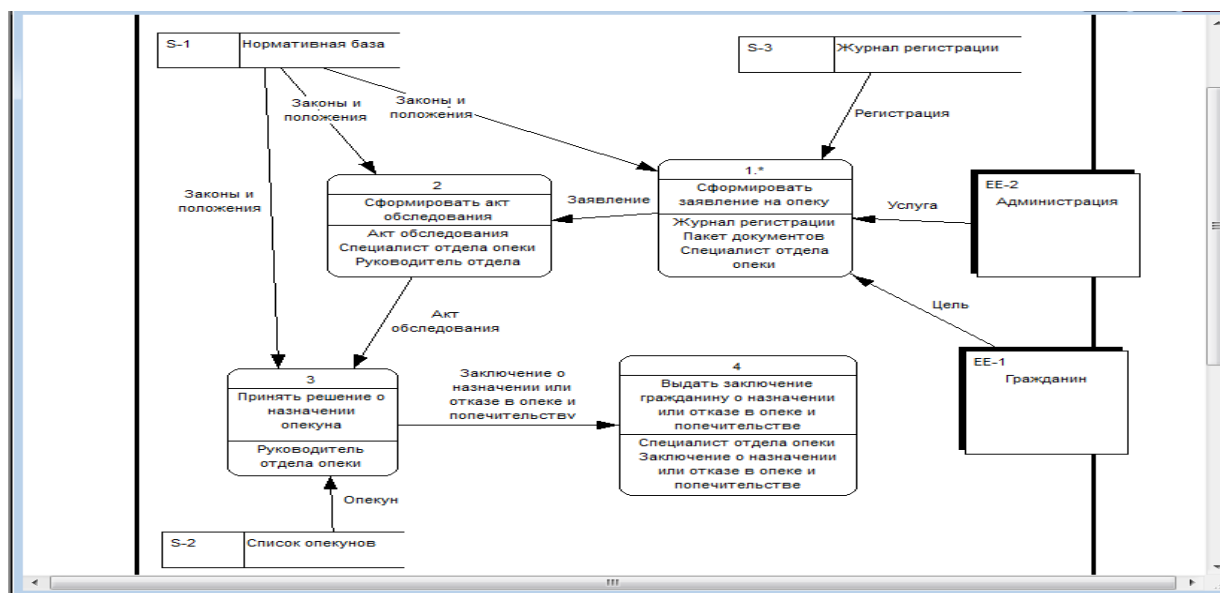 S-1
Нормативная база
S-3
Журнал регистрации
Законы и
положения
Законы и
положения
Регистрация
1.*
Сформировать
заявление на опеку
Журнал регистрации
Пакет документов
Специалист отдела
опеки
2
Сформировать акт
обследования
Акт обследования
Специалист отдела опеки
Руководитель отдела
Заявление
Услуга
EE-2
Администрация
Законы и
положения
Цель
Акт
обследования
EE-1
Гражданин
3
Принять решение о
назначении
опекуна
Руководитель
отдела опеки
Заключение о
назначении или
отказе в опеке и
попечительству
4
Выдать заключение
гражданину о назначении
или отказе в опеке и
попечительстве
Специалист отдела опеки
Заключение о назначении
или отказе в опеке и
попечительстве
Опекун
S-2
Список опекунов